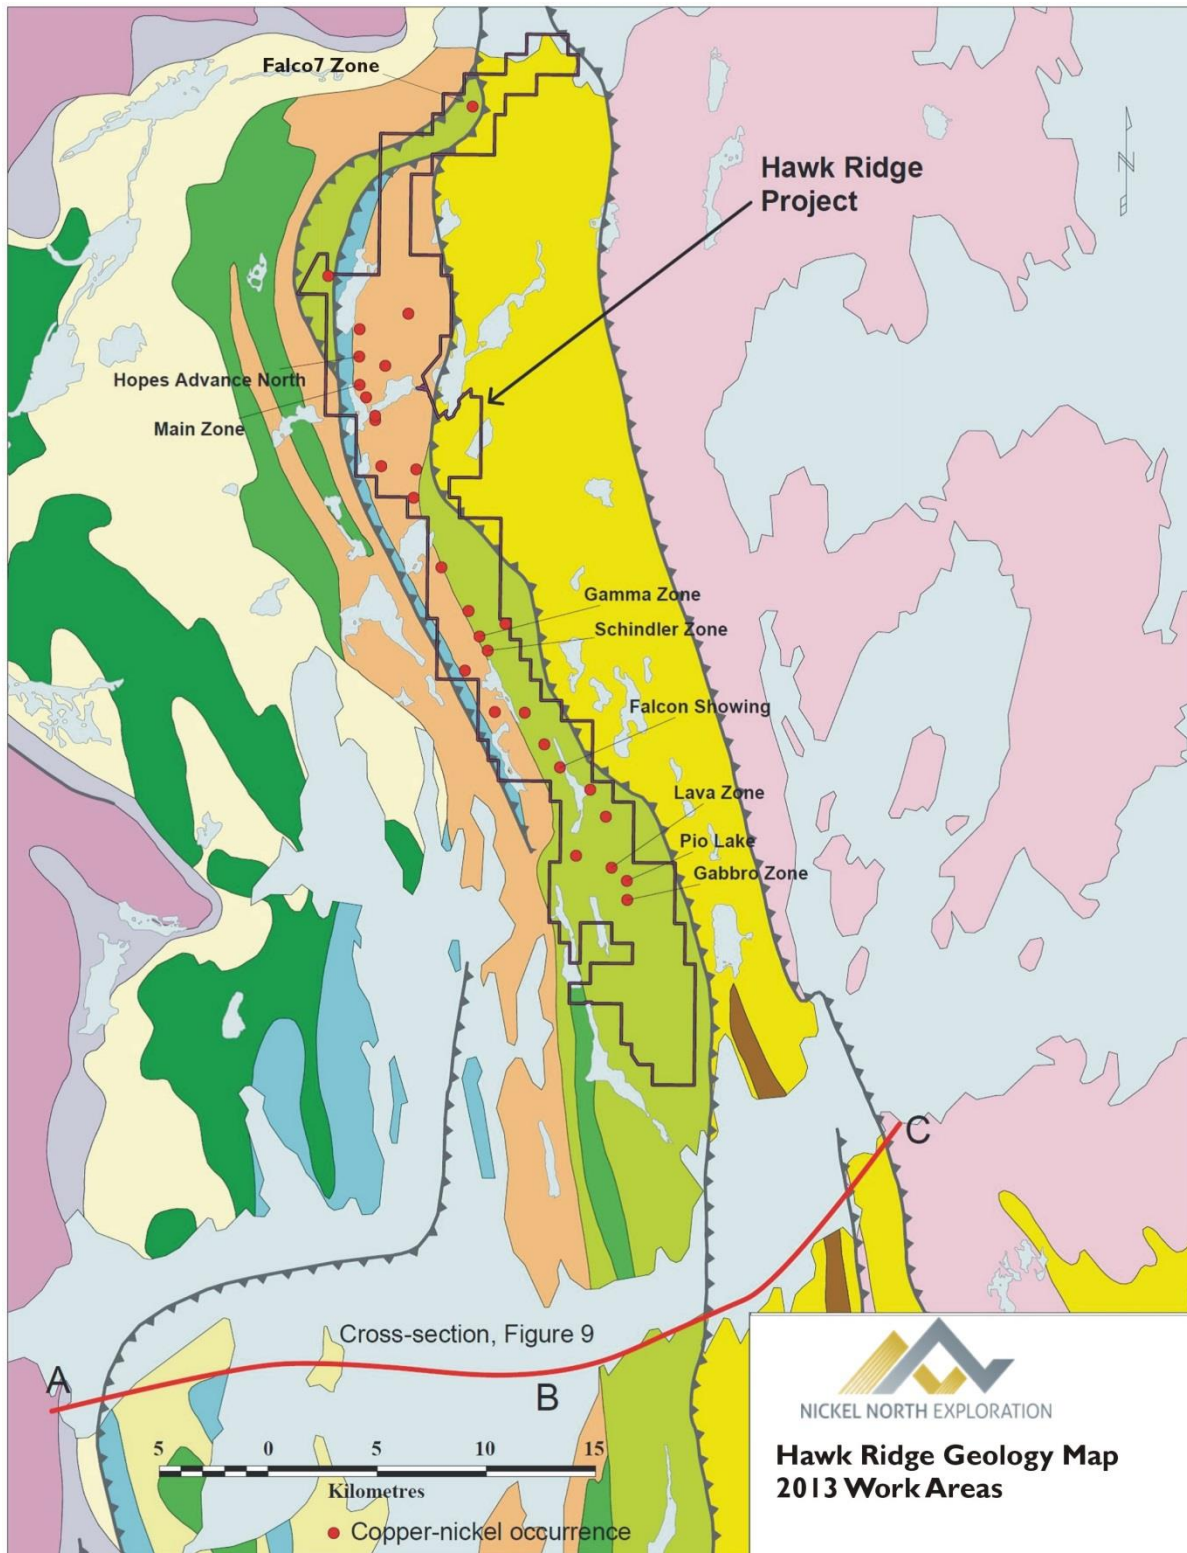 Falco7 Zone
N
Hawk Ridge
Project
Hopes Advance North
Main Zone
Gamma Zone
Schindler Zone
Falcon Showing
Lava Zone
Pio Lake
Gabbro Zone
C
Cross-section, Figure 9
A
B
5 0 5 10 15
Kilometres
Copper-nickel occurrence
NICKEL NORTH EXPLORATION
Hawk Ridge Geology Map
2013 Work Areas